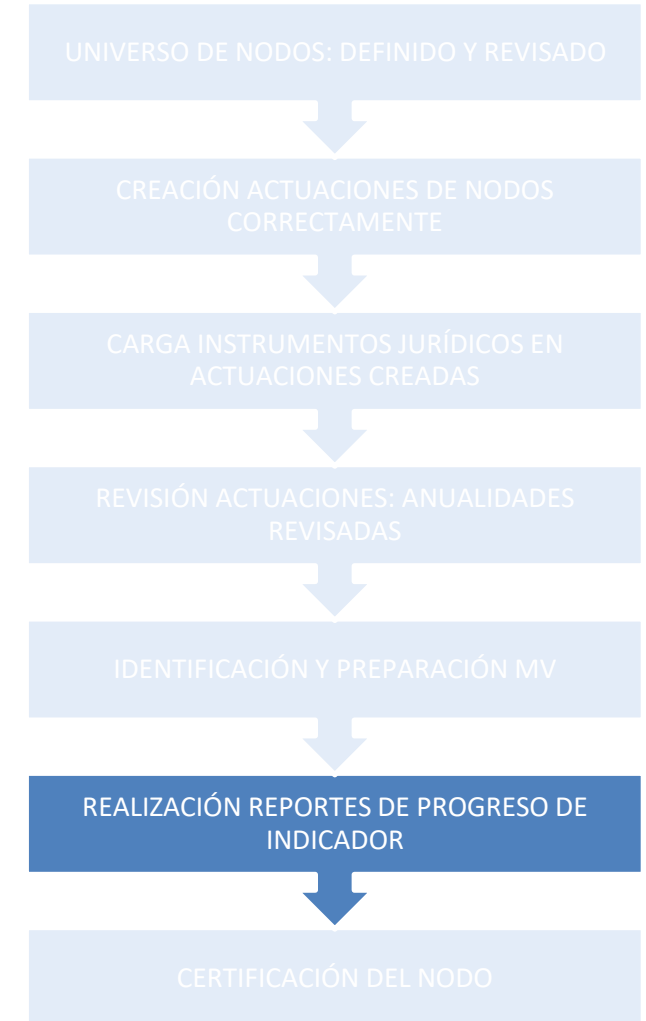 UNIVERSO DE NODOS: DEFINIDO Y REVISADO
CREACIÓN ACTUACIONES DE NODOS
CORRECTAMENTE
CARGA INSTRUMENTOS JURÍDICOS EN
ACTUACIONES CREADAS
REVISIÓN ACTUACIONES: ANUALIDADES
REVISADAS
IDENTIFICACIÓN Y PREPARACIÓN MV
REALIZACIÓN REPORTES DE PROGRESO DE
INDICADOR
CERTIFICACIÓN DEL NODO